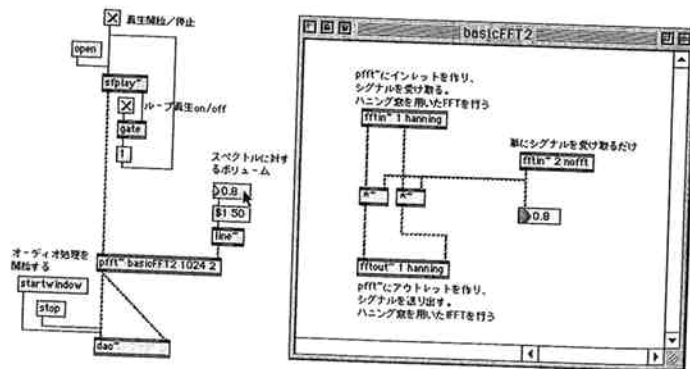 再生開始／停止
open
sfplay~
ループ再生on/off
gate
1
スペクトルに対す
るボリューム
0.8
$1 50
line~
オーディオ処理を
開始する
pfft~ basicFFT2 1024 2
startwindow
stop
dac~
basicFFT2
pfft~にインレットを作り、
シグナルを受け取る。
ハニング窓を用いたFFTを行う
fftin~ 1 hanning
単にシグナルを受け取るだけ
fftin~ 2 nofft
*~ *~
0.8
fftout~ 1 hanning
pfft~にアウトレットを作り、
シグナルを送り出す。
ハニング窓を用いたIFFTを行う